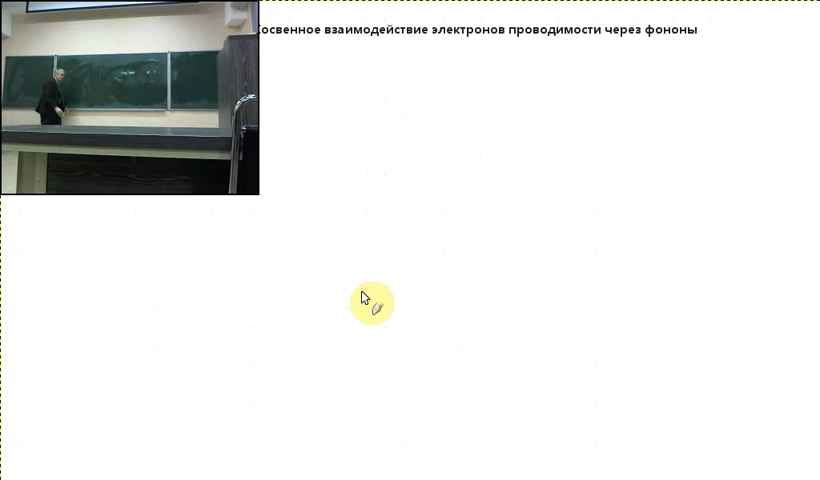 освенное взаимодействие электронов проводимости через фононы